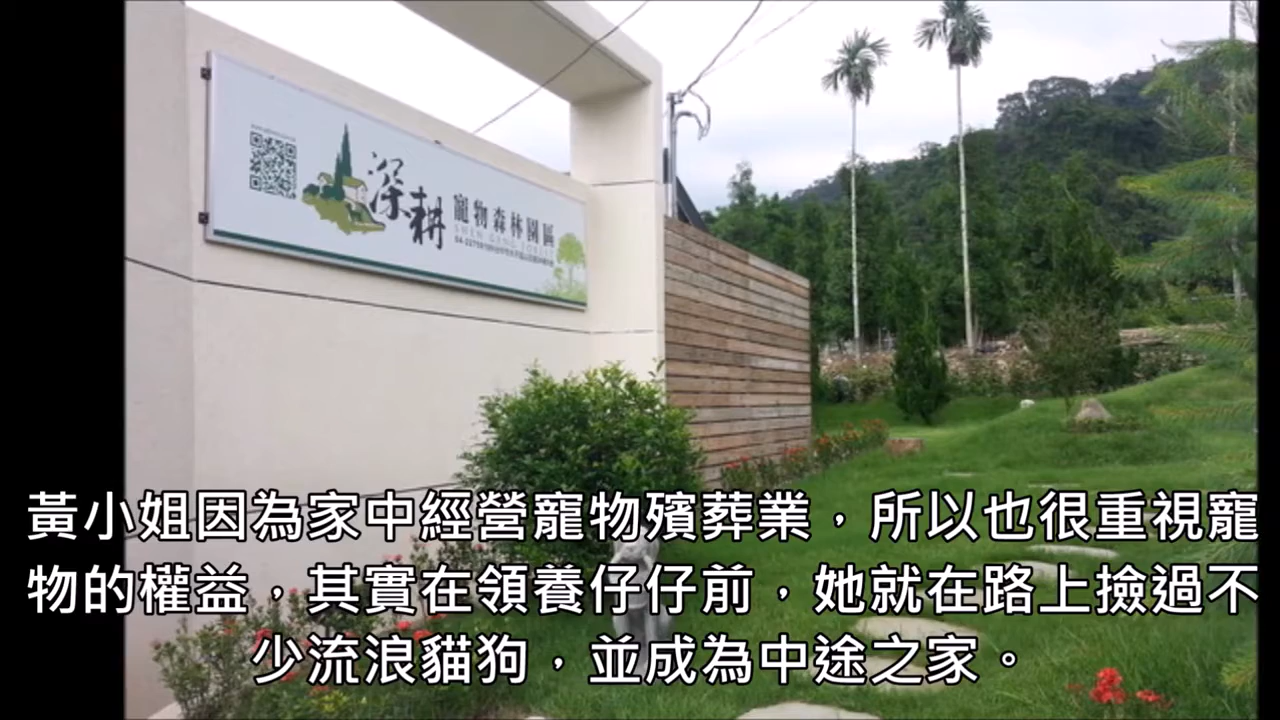 深耕 寵物森林園區
SHEN GENG FOREST
黃小姐因為家中經營寵物殯葬業，所以也很重視寵
物的權益，其實在領養仔仔前，她就在路上撿過不
少流浪貓狗，並成為中途之家。